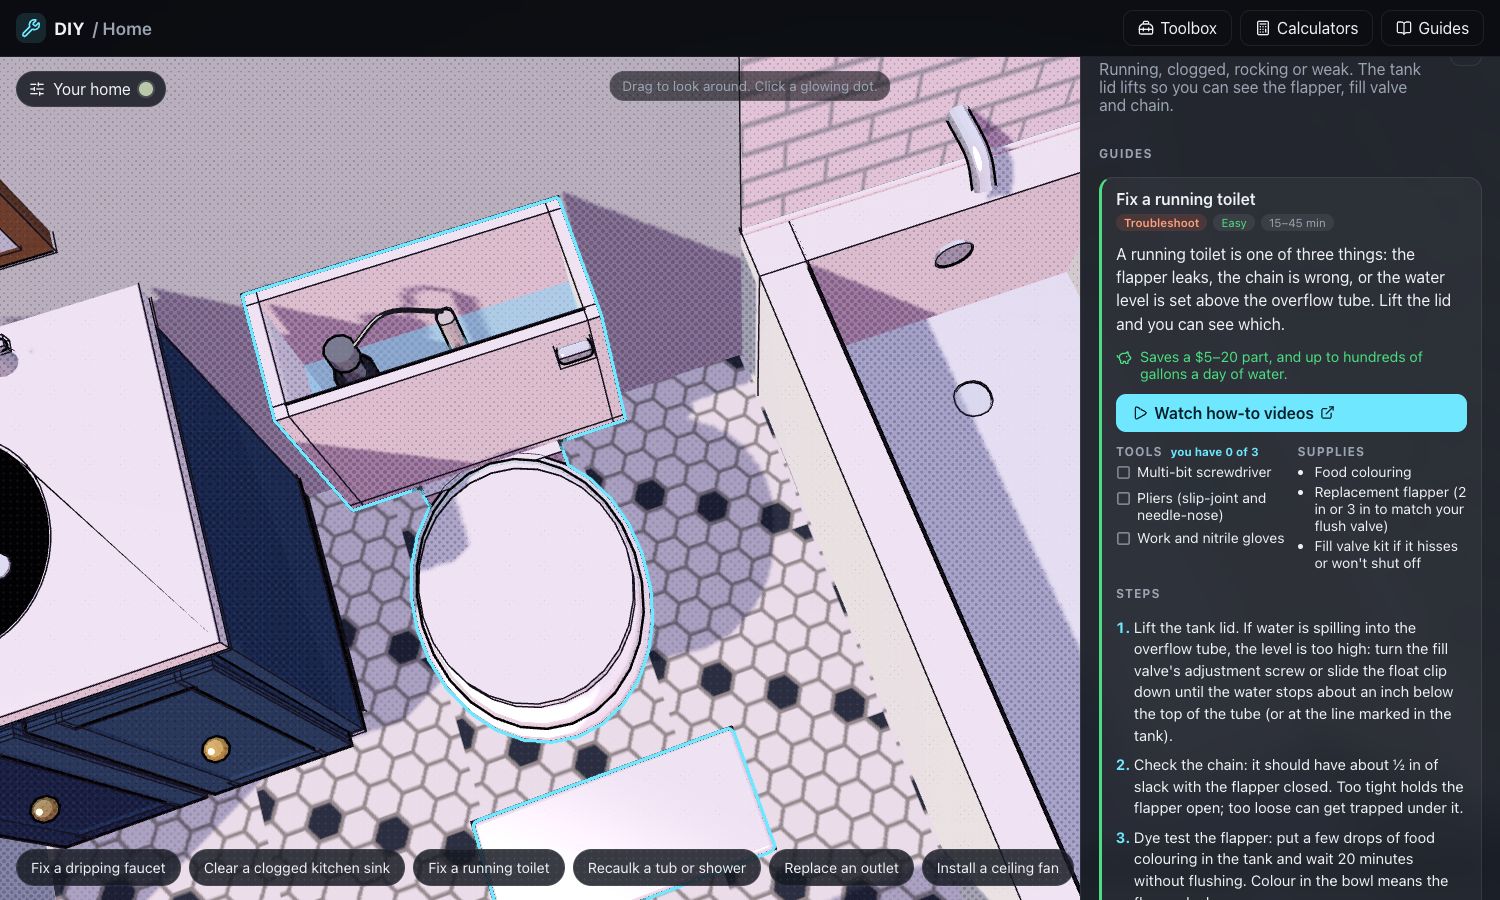 DIY / Home
Toolbox
Calculators
Guides
Your home
Drag to look around. Click a glowing dot.
Running, clogged, rocking or weak. The tank
lid lifts so you can see the flapper, fill valve
and chain.
GUIDES
Fix a running toilet
Troubleshoot
Easy
15–45 min
A running toilet is one of three things: the
flapper leaks, the chain is wrong, or the water
level is set above the overflow tube. Lift the lid
and you can see which.
Saves a $5–20 part, and up to hundreds of
gallons a day of water.
Watch how-to videos
TOOLS you have 0 of 3
Multi-bit screwdriver
Pliers (slip-joint and
needle-nose)
Work and nitrile gloves
SUPPLIES
• Food colouring
• Replacement flapper (2
in or 3 in to match your
flush valve)
• Fill valve kit if it hisses
or won't shut off
STEPS
1. Lift the tank lid. If water is spilling into the
overflow tube, the level is too high: turn the fill
valve's adjustment screw or slide the float clip
down until the water stops about an inch below
the top of the tube (or at the line marked in the
tank).
2. Check the chain: it should have about ½ in of
slack with the flapper closed. Too tight holds the
flapper open; too loose can get trapped under it.
3. Dye test the flapper: put a few drops of food
colouring in the tank and wait 20 minutes
without flushing. Colour in the bowl means the
Fix a dripping faucet
Clear a clogged kitchen sink
Fix a running toilet
Recaulk a tub or shower
Replace an outlet
Install a ceiling fan